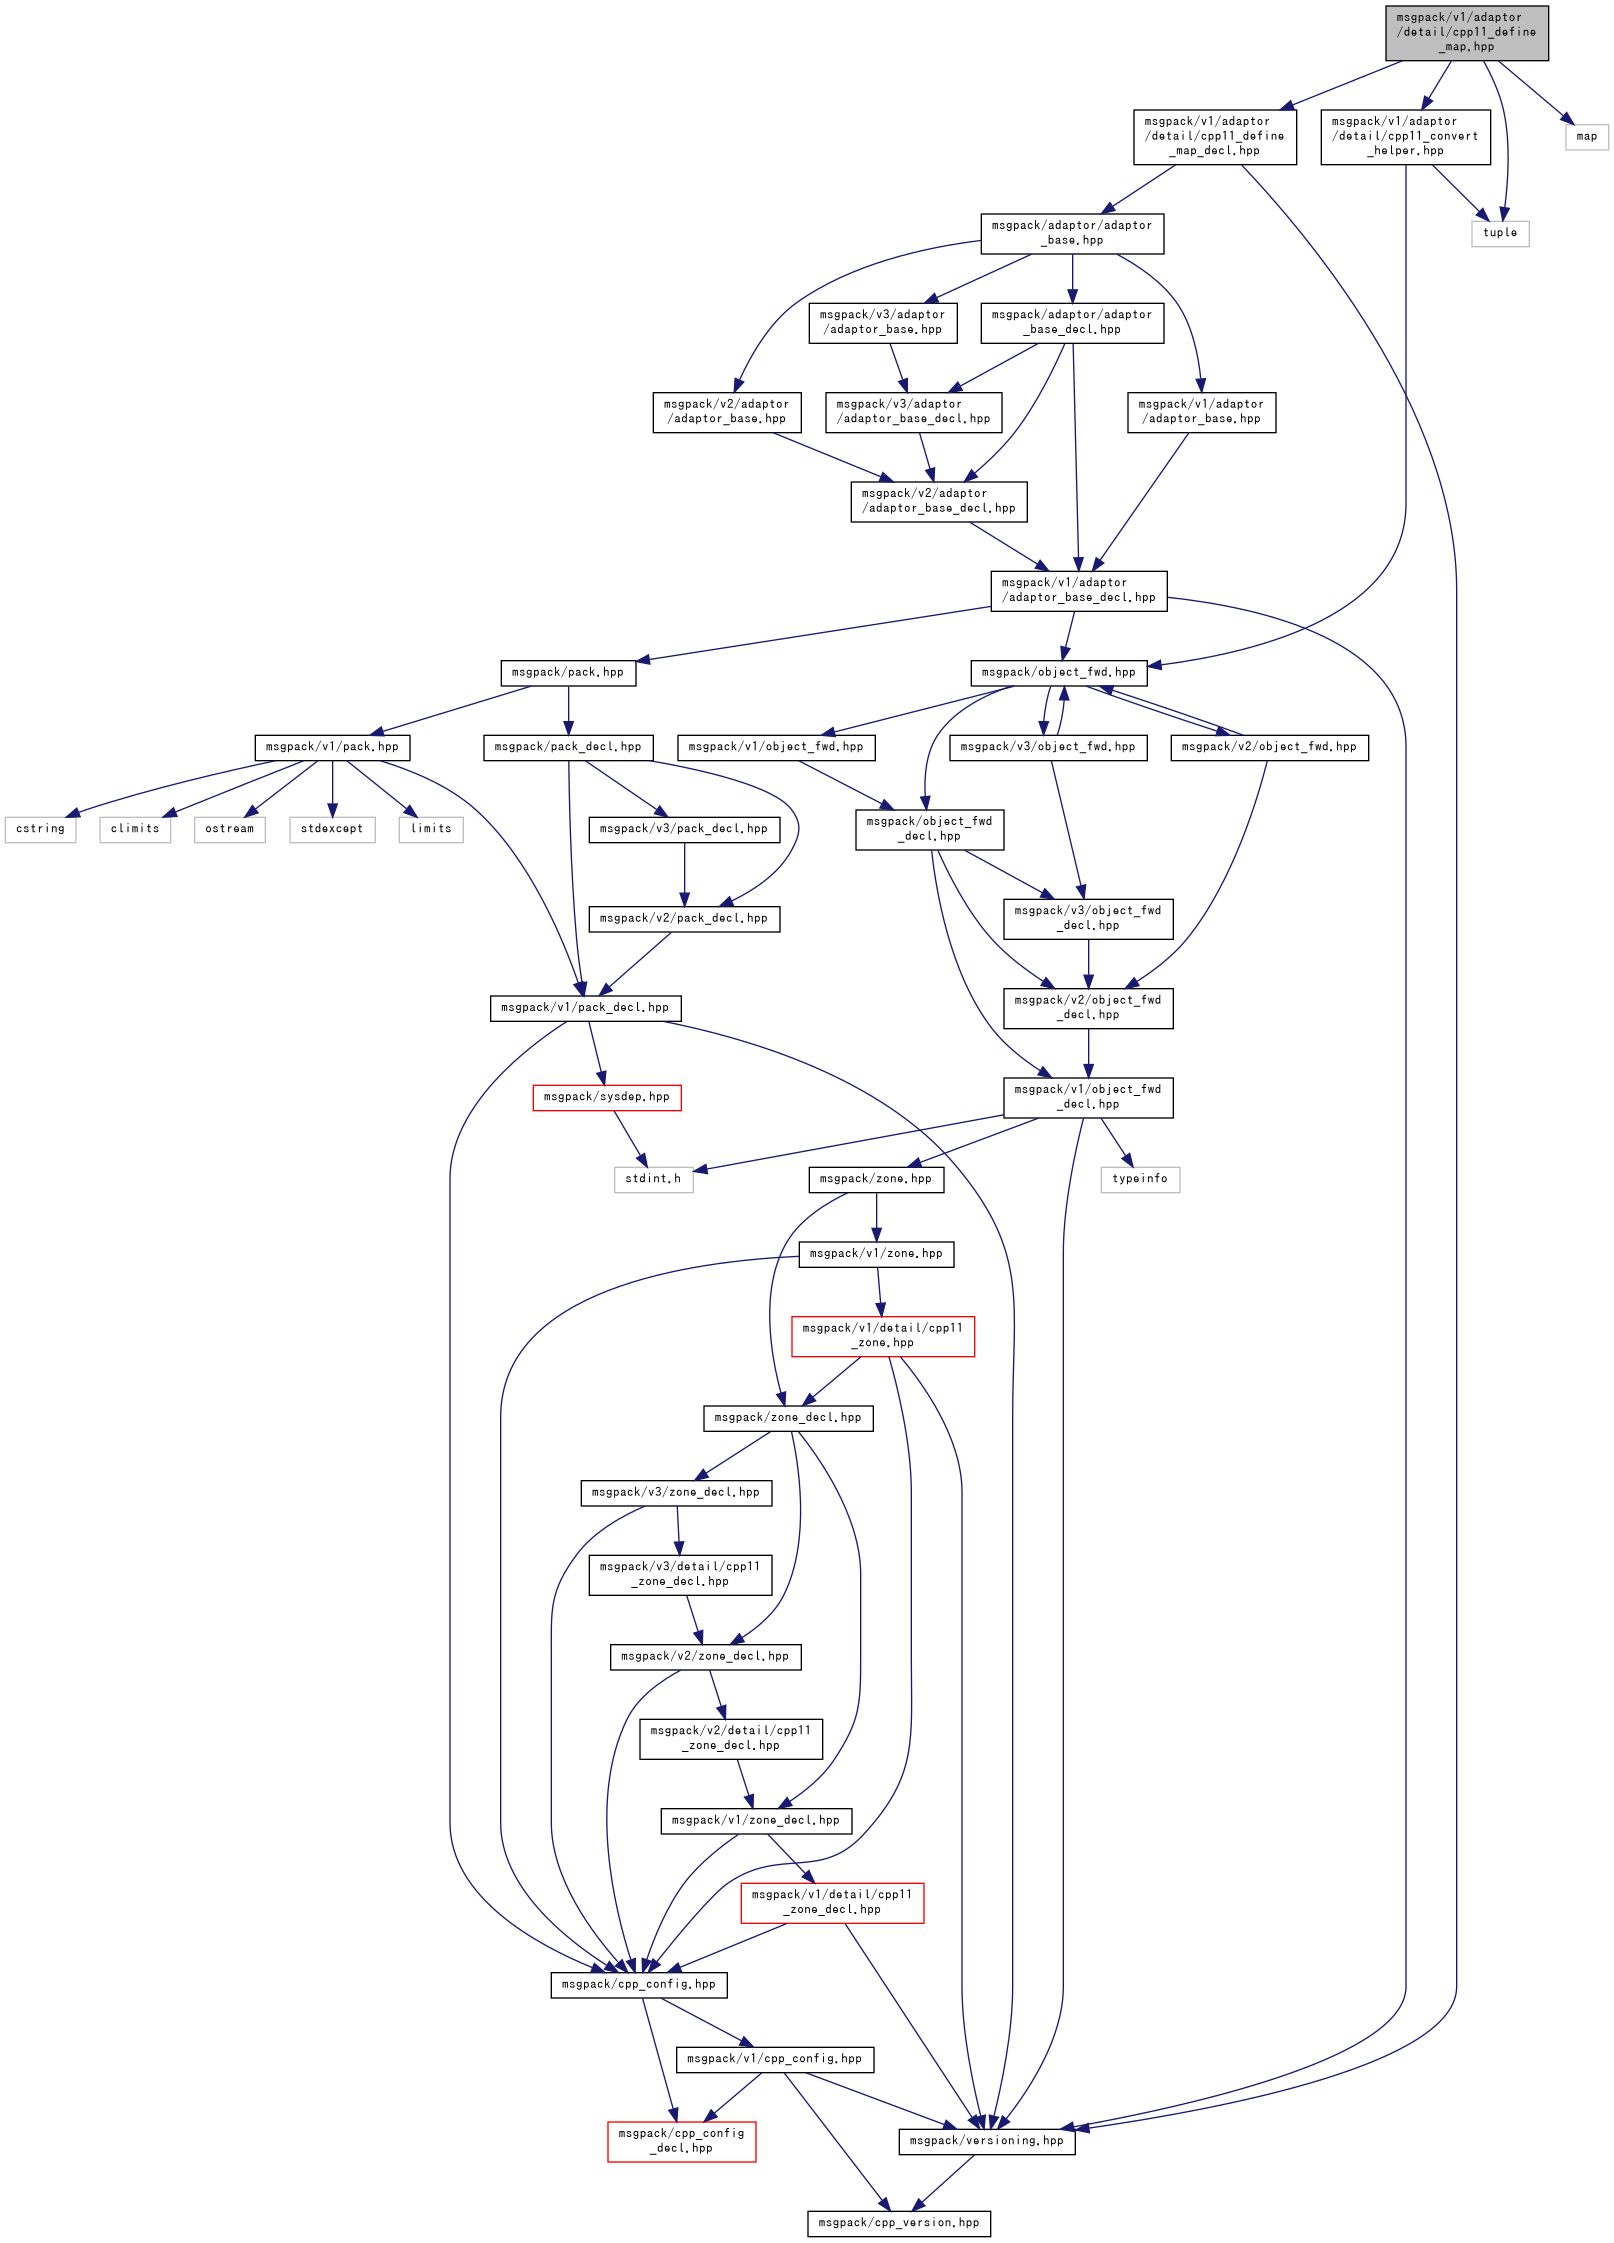 msgpack/v1/adaptor
/detail/cpp11_define
_map.hpp
msgpack/v1/adaptor
/detail/cpp11_define
_map_decl.hpp
msgpack/v1/adaptor
/detail/cpp11_convert
_helper.hpp
map
msgpack/adaptor/adaptor
_base.hpp
tuple
msgpack/v3/adaptor
/adaptor_base.hpp
msgpack/adaptor/adaptor
_base_decl.hpp
msgpack/v2/adaptor
/adaptor_base.hpp
msgpack/v3/adaptor
/adaptor_base_decl.hpp
msgpack/v1/adaptor
/adaptor_base.hpp
msgpack/v2/adaptor
/adaptor_base_decl.hpp
msgpack/v1/adaptor
/adaptor_base_decl.hpp
msgpack/pack.hpp
msgpack/object_fwd.hpp
msgpack/v1/pack.hpp
msgpack/pack_decl.hpp
msgpack/v1/object_fwd.hpp
msgpack/v3/object_fwd.hpp
msgpack/v2/object_fwd.hpp
cstring
climits
ostream
stdexcept
limits
msgpack/v3/pack_decl.hpp
msgpack/object_fwd
_decl.hpp
msgpack/v2/pack_decl.hpp
msgpack/v3/object_fwd
_decl.hpp
msgpack/v1/pack_decl.hpp
msgpack/v2/object_fwd
_decl.hpp
msgpack/sysdep.hpp
msgpack/v1/object_fwd
_decl.hpp
stdint.h
msgpack/zone.hpp
typeinfo
msgpack/v1/zone.hpp
msgpack/v1/detail/cpp11
_zone.hpp
msgpack/zone_decl.hpp
msgpack/v3/zone_decl.hpp
msgpack/v3/detail/cpp11
_zone_decl.hpp
msgpack/v2/zone_decl.hpp
msgpack/v2/detail/cpp11
_zone_decl.hpp
msgpack/v1/zone_decl.hpp
msgpack/v1/detail/cpp11
_zone_decl.hpp
msgpack/cpp_config.hpp
msgpack/v1/cpp_config.hpp
msgpack/cpp_config
_decl.hpp
msgpack/versioning.hpp
msgpack/cpp_version.hpp